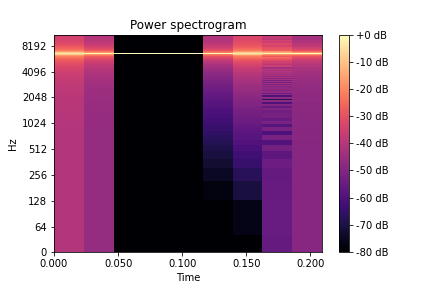 Power spectrogram
8192
4096
2048
1024
512
256
128
64
0
Hz
0.000
0.050
0.100
0.150
0.200
Time
+0 dB
-10 dB
-20 dB
-30 dB
-40 dB
-50 dB
-60 dB
-70 dB
-80 dB